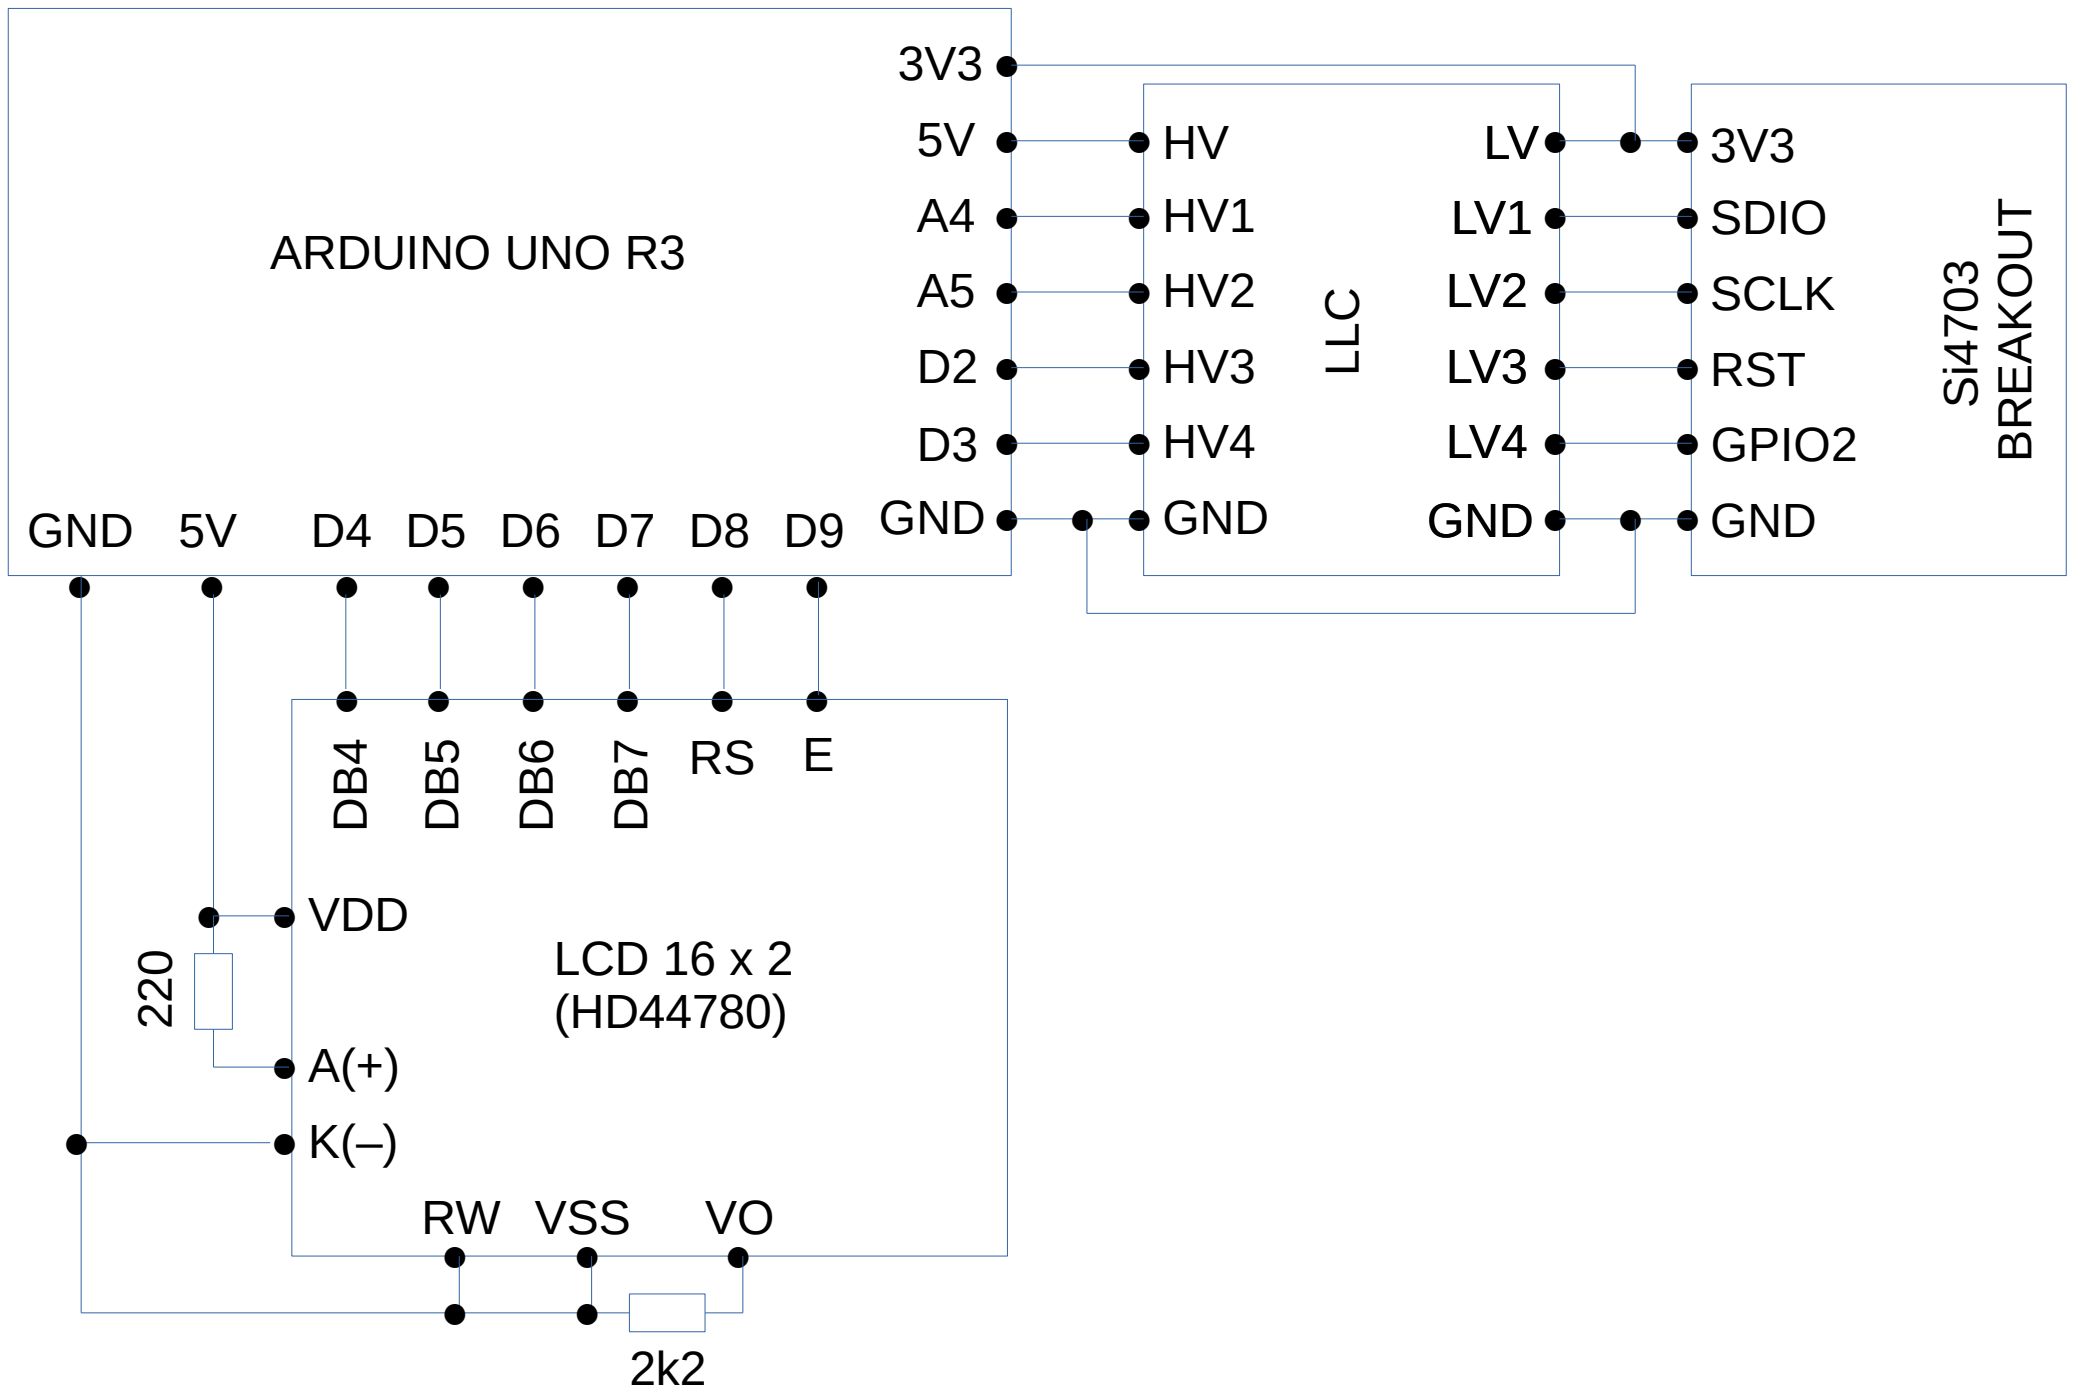 3V3
5V
HV
LV
3V3
ARDUINO UNO R3
A4
HV1
LV1
SDIO
A5
HV2
LLC
LV2
SCLK
Si4703
BREAKOUT
D2
HV3
LV3
RST
D3
HV4
LV4
GPIO2
GND
5V
D4
D5
D6
D7
D8
D9
GND
GND
GND
GND
DB4
DB5
DB6
DB7
RS
E
VDD
LCD 16 x 2
(HD44780)
220
A(+)
K(–)
RW
VSS
VO
2k2